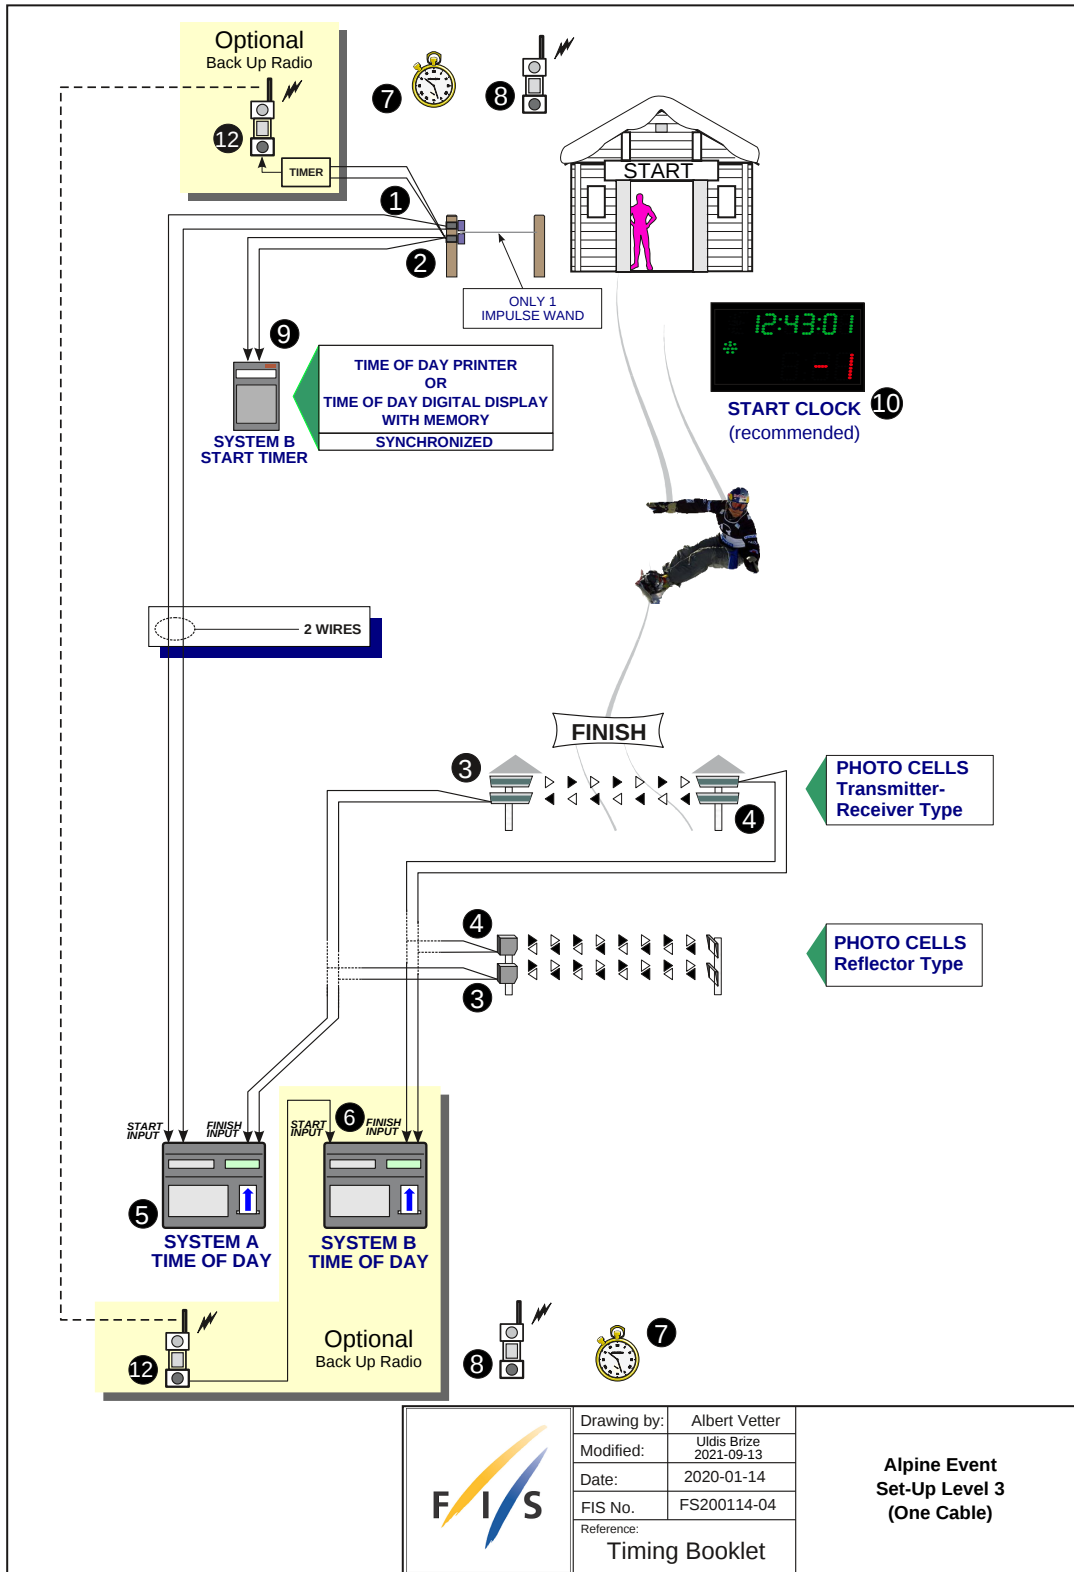 Optional
Back Up Radio
7
8
12
TIMER
START
1
2
ONLY 1
IMPULSE WAND
9
TIME OF DAY PRINTER
OR
TIME OF DAY DIGITAL DISPLAY
WITH MEMORY
SYNCHRONIZED
SYSTEM B
START TIMER
12:43:01
- 1
START CLOCK
10
(recommended)
2 WIRES
FINISH
3
4
PHOTO CELLS
Transmitter-
Receiver Type
4
3
PHOTO CELLS
Reflector Type
START
INPUT
FINISH
INPUT
START
INPUT
6
FINISH
INPUT
5
SYSTEM A
TIME OF DAY
SYSTEM B
TIME OF DAY
12
Optional
Back Up Radio
8
7
FIS
Drawing by: Albert Vetter
Modified: Uldis Brize
2021-09-13
Date: 2020-01-14
FIS No. FS200114-04
Reference:
Timing Booklet
Alpine Event
Set-Up Level 3
(One Cable)